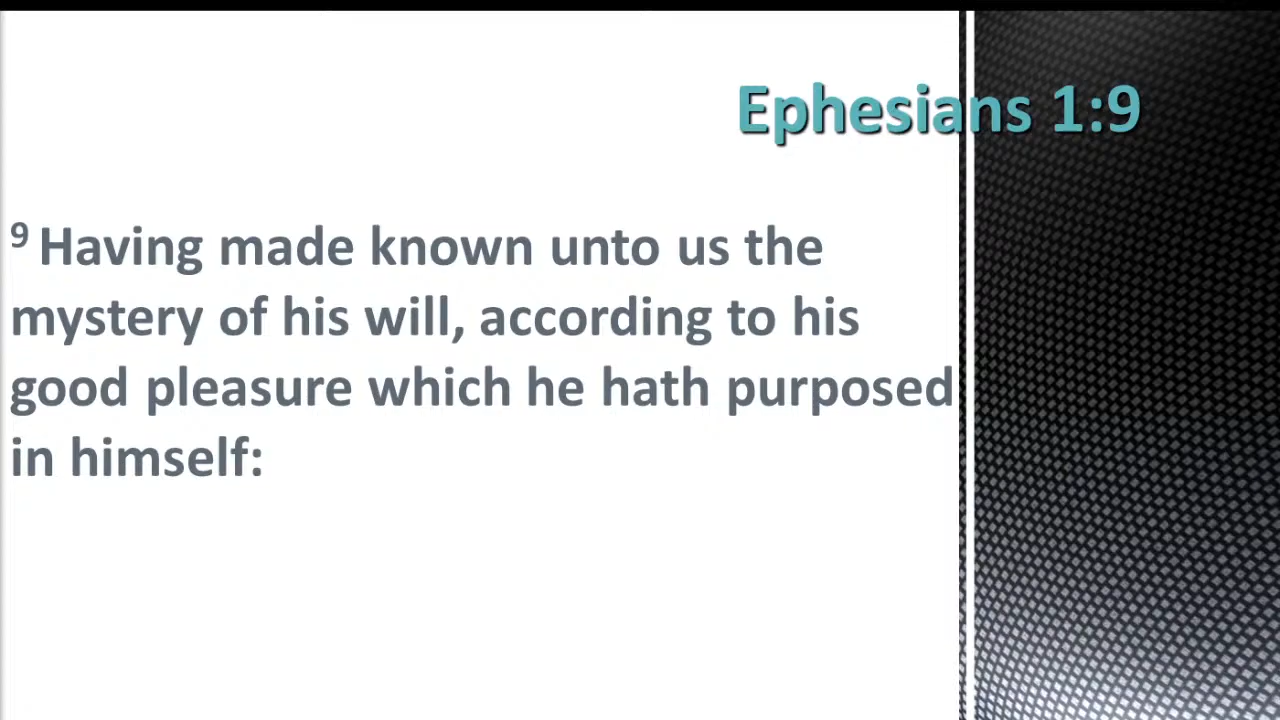 Ephesians 1:9
9 Having made known unto us the
mystery of his will, according to his
good pleasure which he hath purposed
in himself: